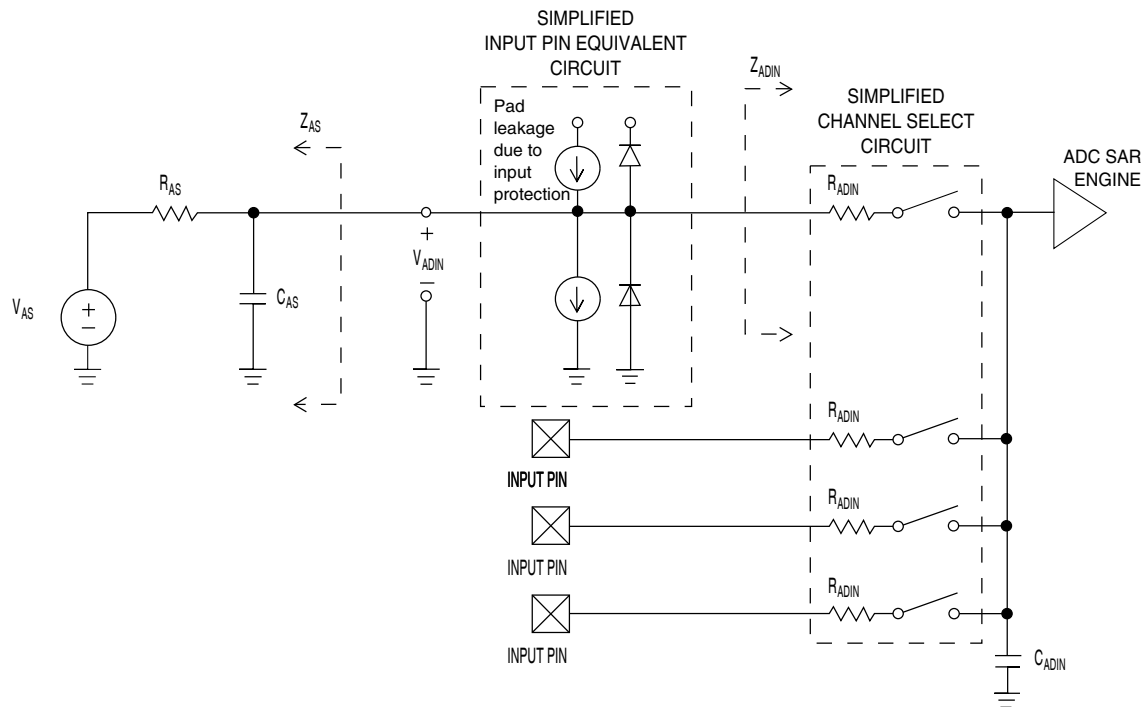 SIMPLIFIED
INPUT PIN EQUIVALENT
CIRCUIT
Pad
leakage
due to
input
protection
Z_ADIN
SIMPLIFIED
CHANNEL SELECT
CIRCUIT
ADC SAR
ENGINE
Z_AS
R_AS
R_ADIN
+
V_ADIN
–
C_AS
V_AS
+
–
R_ADIN
INPUT PIN
R_ADIN
INPUT PIN
R_ADIN
INPUT PIN
C_ADIN